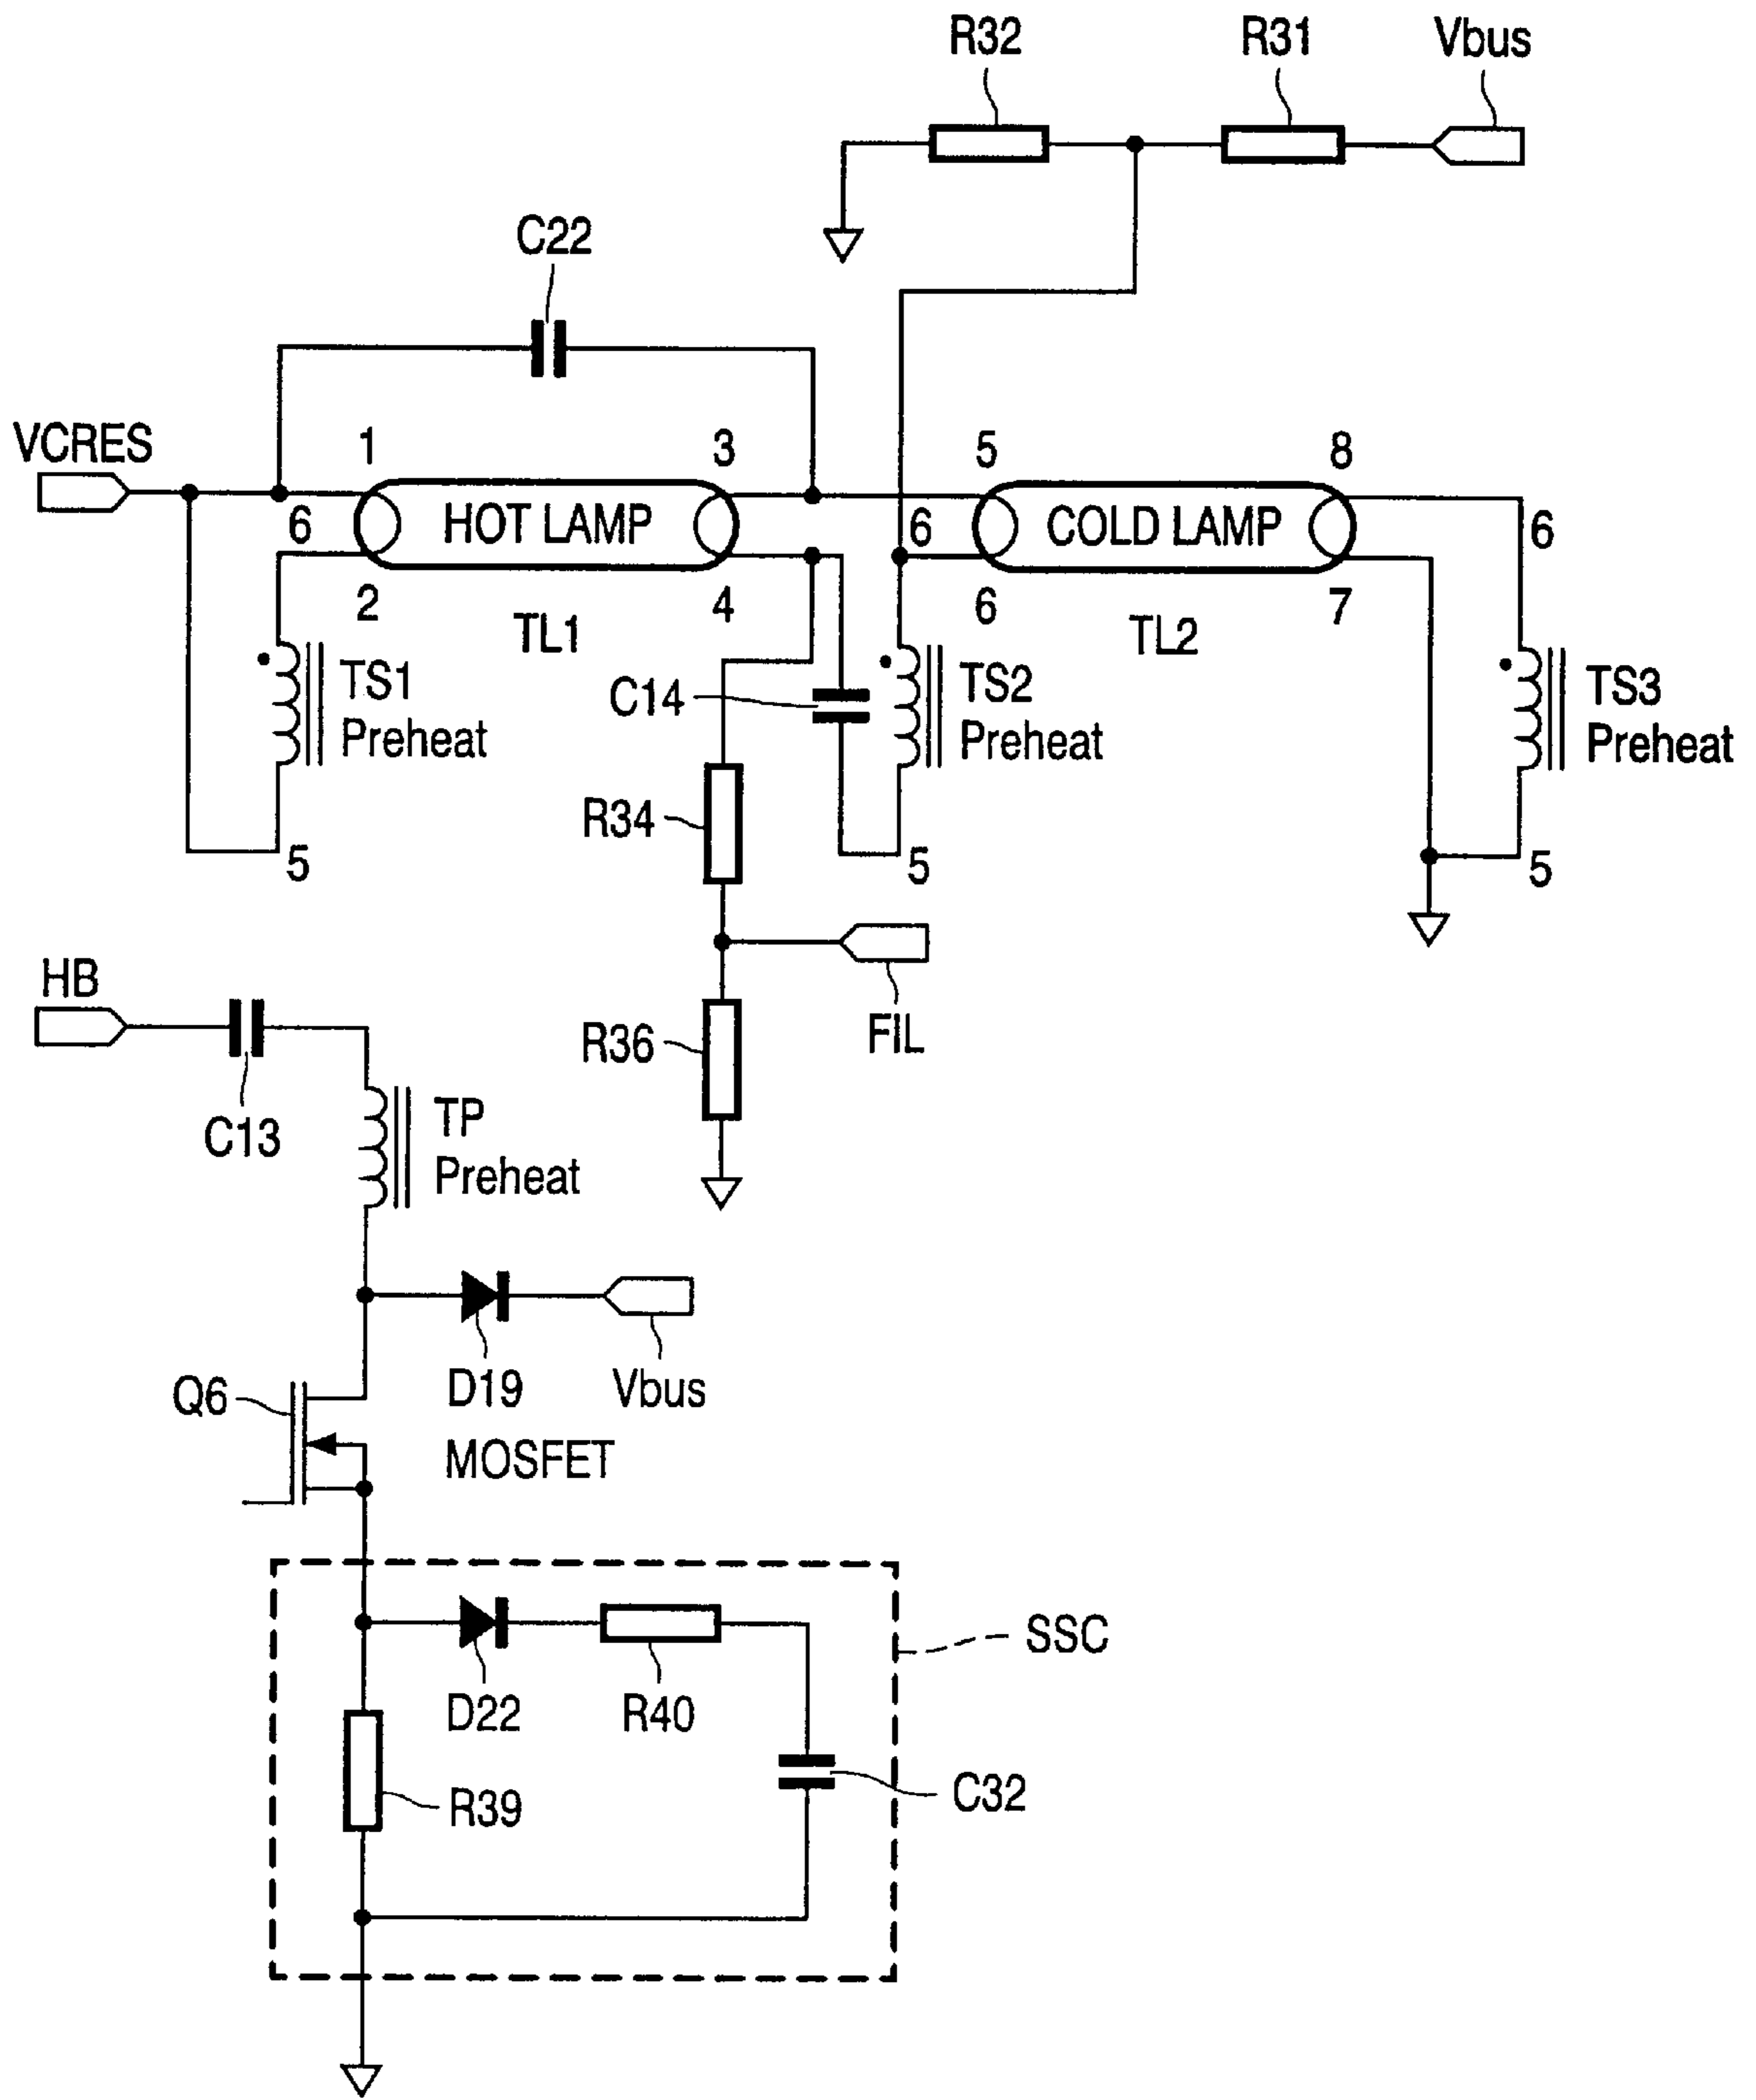 R32 R31 Vbus
C22
VCRES 1 3 5 8
6 HOT LAMP 6 COLD LAMP 6
2 4 6 7
TL1 TL2
TS1
Preheat
C14
TS2
Preheat
TS3
Preheat
R34
5 5 5
HB
FIL
R36
C13
TP
Preheat
D19 Vbus
Q6
MOSFET
SSC
D22 R40
R39 C32